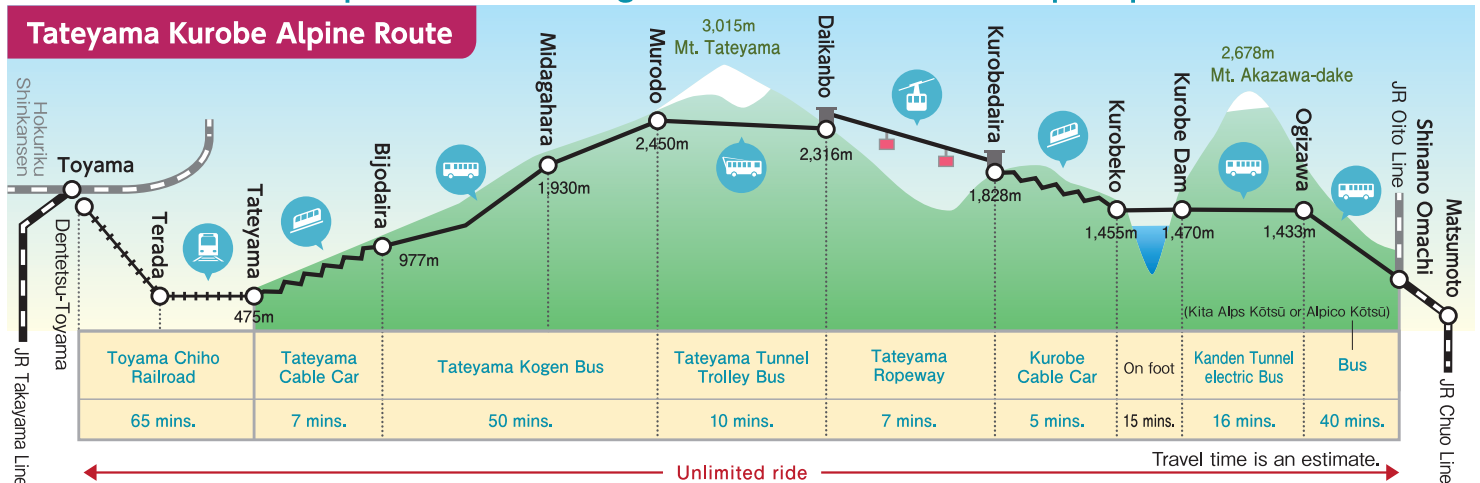 Tateyama Kurobe Alpine Route
Hokuriku
Shinkansen
Toyama
Dentetsu-Toyama
JR Takayama Line
Terada
Tateyama
475m
Bijodaira
977m
Midagahara
1,930m
Murodo
2,450m
3,015m
Mt. Tateyama
Daikanbo
2,316m
Kurobedaira
1,828m
Kurobeko
1,455m
Kurobe Dam
1,470m
2,678m
Mt. Akazawa-dake
Ogizawa
1,433m
JR Oito Line
Shinano
Omachi
Matsumoto
JR Chuo Line
(Kita Alps Kōtsū or Alpico Kōtsū)
Toyama Chiho
Railroad
Tateyama
Cable Car
Tateyama Kogen Bus
Tateyama Tunnel
Trolley Bus
Tateyama
Ropeway
Kurobe
Cable Car
On foot
Kanden Tunnel
electric Bus
Bus
65 mins.
7 mins.
50 mins.
10 mins.
7 mins.
5 mins.
15 mins.
16 mins.
40 mins.
Travel time is an estimate.
Unlimited ride